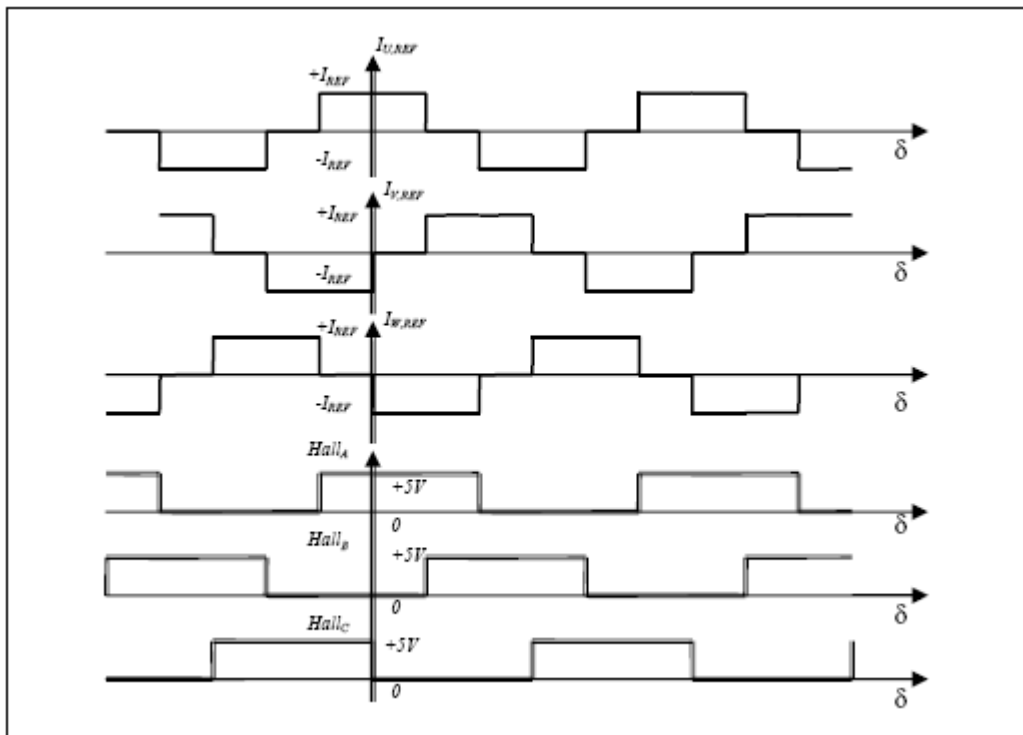 I_U,REF
+I_REF
-I_REF
δ
I_V,REF
+I_REF
-I_REF
δ
I_W,REF
+I_REF
-I_REF
δ
Hall_A
+5V
0
δ
Hall_B
+5V
0
δ
Hall_C
+5V
0
δ